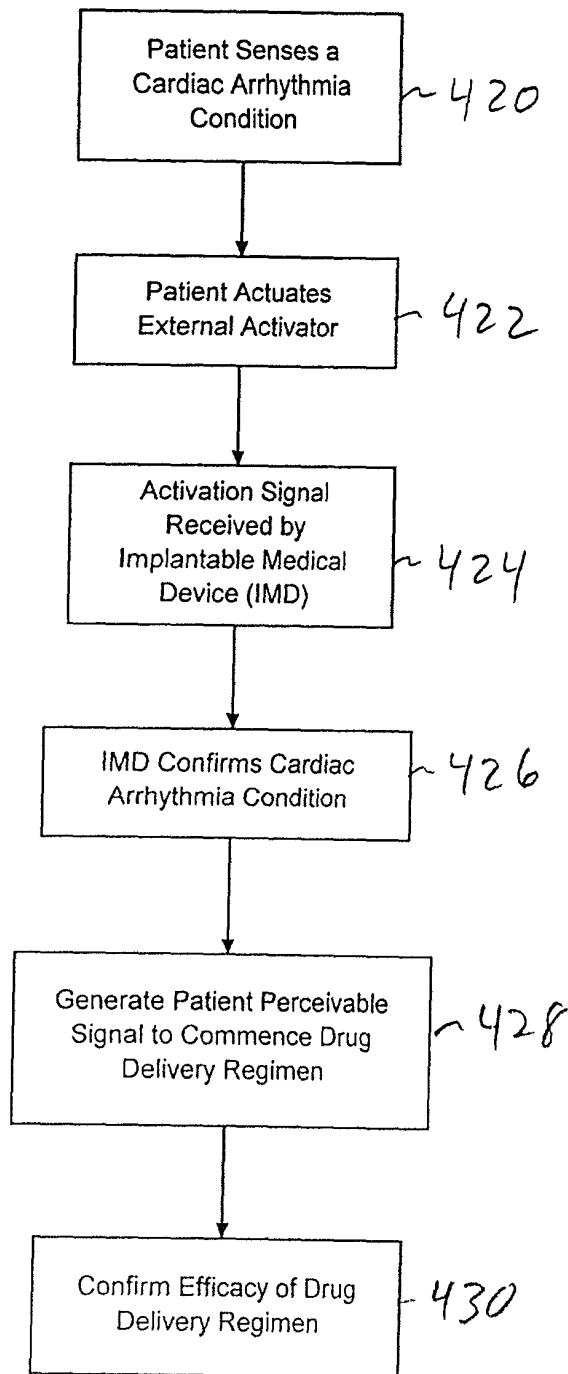 Patient Senses a
Cardiac Arrhythmia
Condition
420
Patient Actuates
External Activator
422
Activation Signal
Received by
Implantable Medical
Device (IMD)
424
IMD Confirms Cardiac
Arrhythmia Condition
426
Generate Patient Perceivable
Signal to Commence Drug
Delivery Regimen
428
Confirm Efficacy of Drug
Delivery Regimen
430